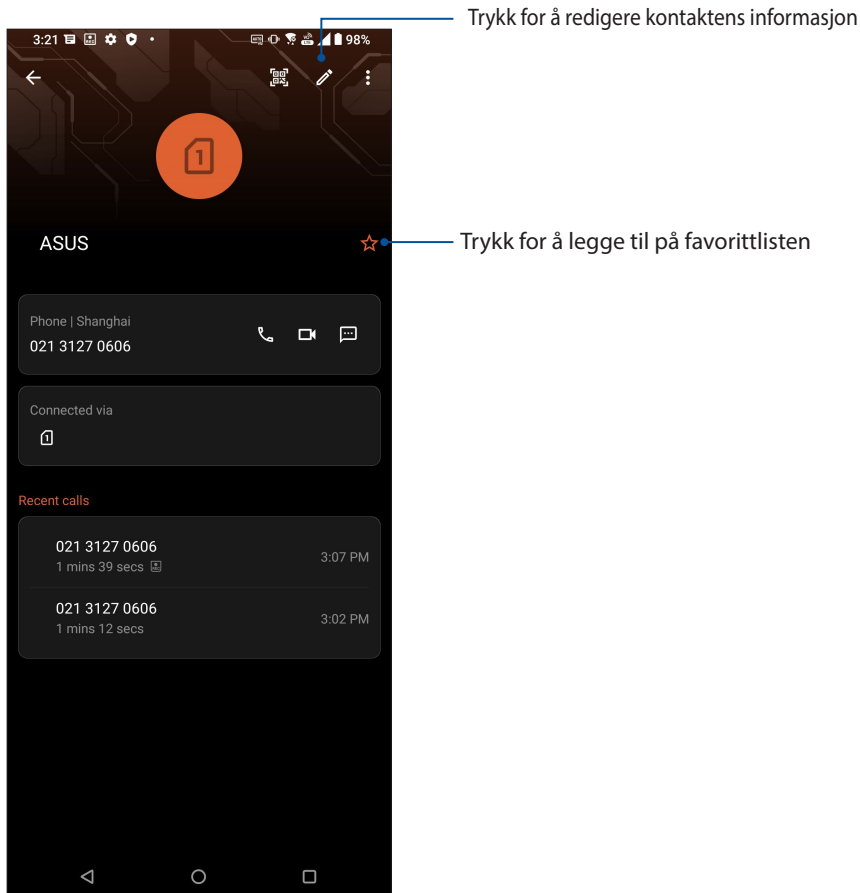 Trykk for å redigere kontaktens informasjon
3:21 98%
1
ASUS
Trykk for å legge til på favorittlisten
Phone | Shanghai
021 3127 0606
Connected via
1
Recent calls
021 3127 0606
1 mins 39 secs
3:07 PM
021 3127 0606
1 mins 12 secs
3:02 PM